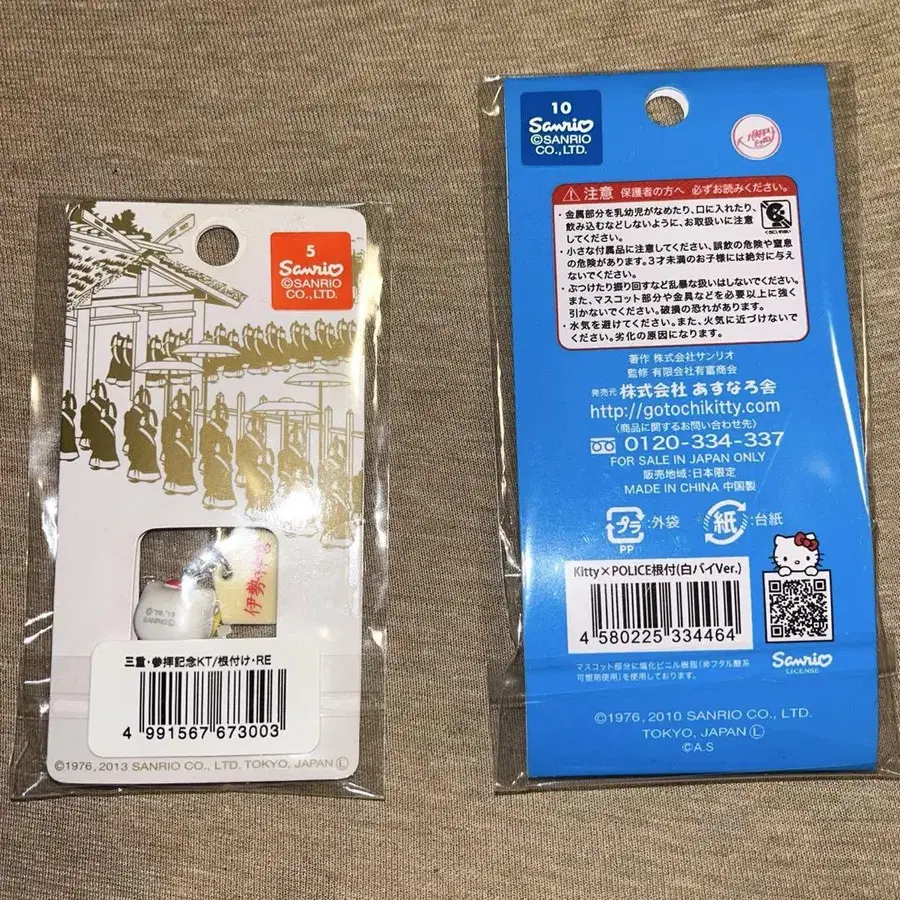 5
Sanrio
©SANRIO
CO.,LTD.
伊勢神宮
©'76,'13
SANRIO Ⓛ
三重・参拝記念KT/根付け・RE
4 991567 673003
©1976, 2013 SANRIO CO., LTD. TOKYO, JAPAN Ⓛ
10
Sanrio
©SANRIO
CO.,LTD.
HAPPY
注意 保護者の方へ 必ずお読みください。
・金属部分を乳幼児がなめたり、口に入れたり、
飲み込むなどしないように、お取扱いに注意
してください。
・小さな付属品に注意してください、誤飲の危険や窒息
の危険があります。3才未満のお子様には絶対に与え
ないでください。
・ぶつけたり振り回すなど乱暴な扱いはしないでください。
また、マスコット部分や金具などを必要以上に強く
引かないでください。破損の恐れがあります。
・水気を避けてください。また、火気に近づけないで
ください。劣化の原因になります。
著作 株式会社サンリオ
監修 有限会社有富商会
発売元 株式会社 あすなろ舎
http://gotochikitty.com
〈商品に関するお問い合わせ先〉
0120-334-337
FOR SALE IN JAPAN ONLY
販売地域:日本限定
MADE IN CHINA 中国製
プラ :外袋
PP
紙 :台紙
Kitty×POLICE根付(白バイVer.)
4 580225 334464
マスコット部分に塩化ビニル樹脂(非フタル酸系
可塑剤使用)を使用しております。
Sanrio
LICENSE
©1976, 2010 SANRIO CO., LTD.
TOKYO, JAPAN Ⓛ
©A.S